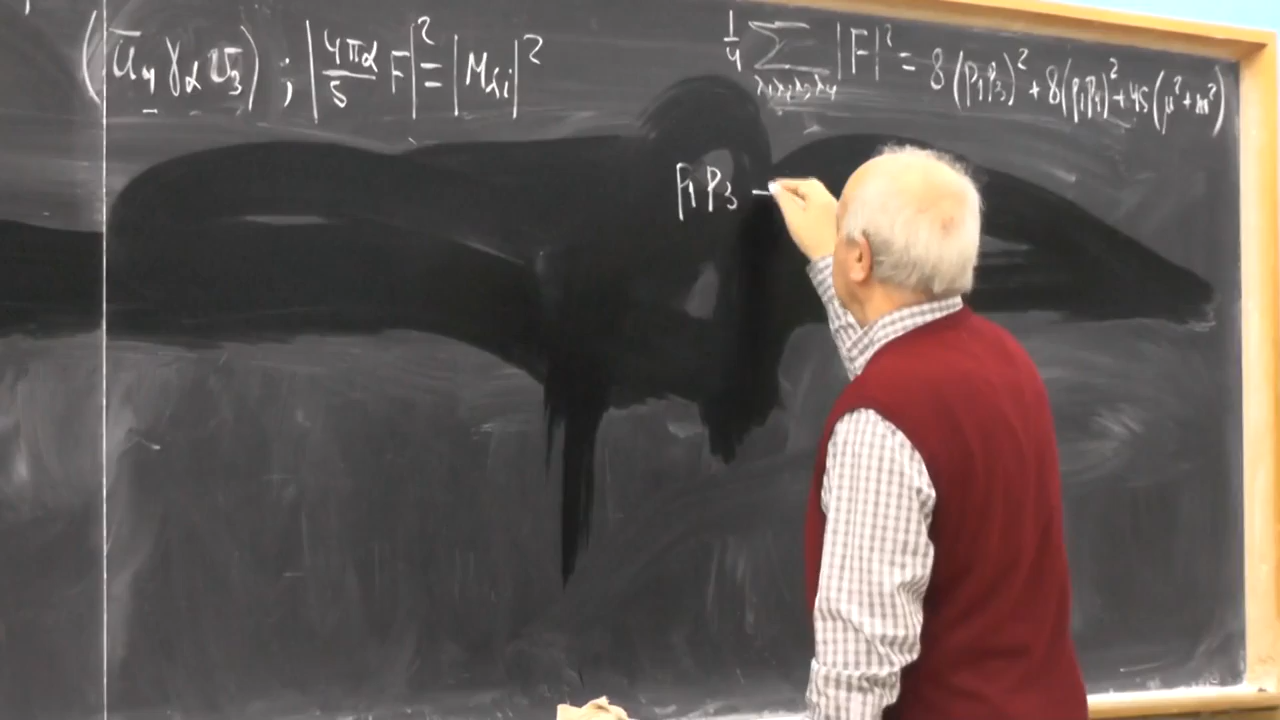 (ū₄ γ_α v₃) ; |4πα/s F|² = |M_fi|²
1/4 Σ_{λ₁λ₂λ₃λ₄} |F|² = 8(p₁p₃)² + 8(p₁p₄)² + 4s(μ² + m²)
p₁p₃ –